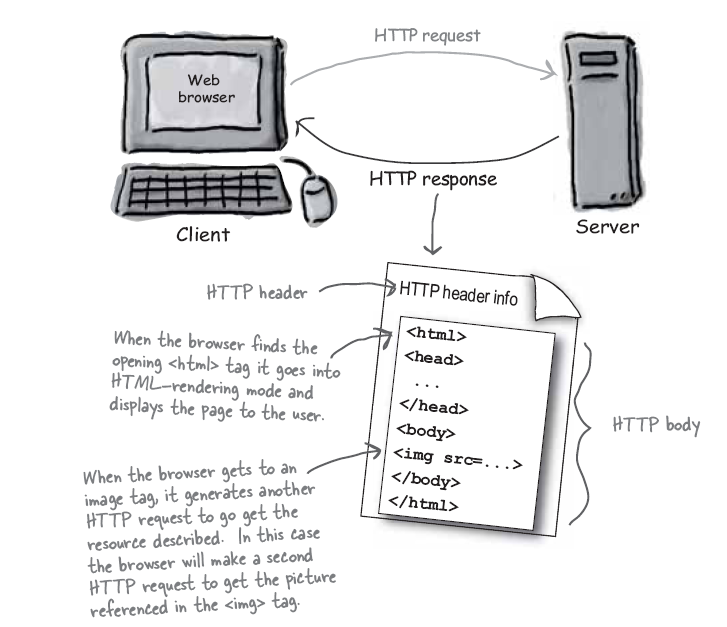 HTTP request
Web
browser
HTTP response
Client
Server
HTTP header
HTTP header info
When the browser finds the
opening <html> tag it goes into
HTML-rendering mode and
displays the page to the user.
<html>
<head>
...
</head>
<body>
<img src=...>
</body>
</html>
HTTP body
When the browser gets to an
image tag, it generates another
HTTP request to go get the
resource described. In this case
the browser will make a second
HTTP request to get the picture
referenced in the <img> tag.